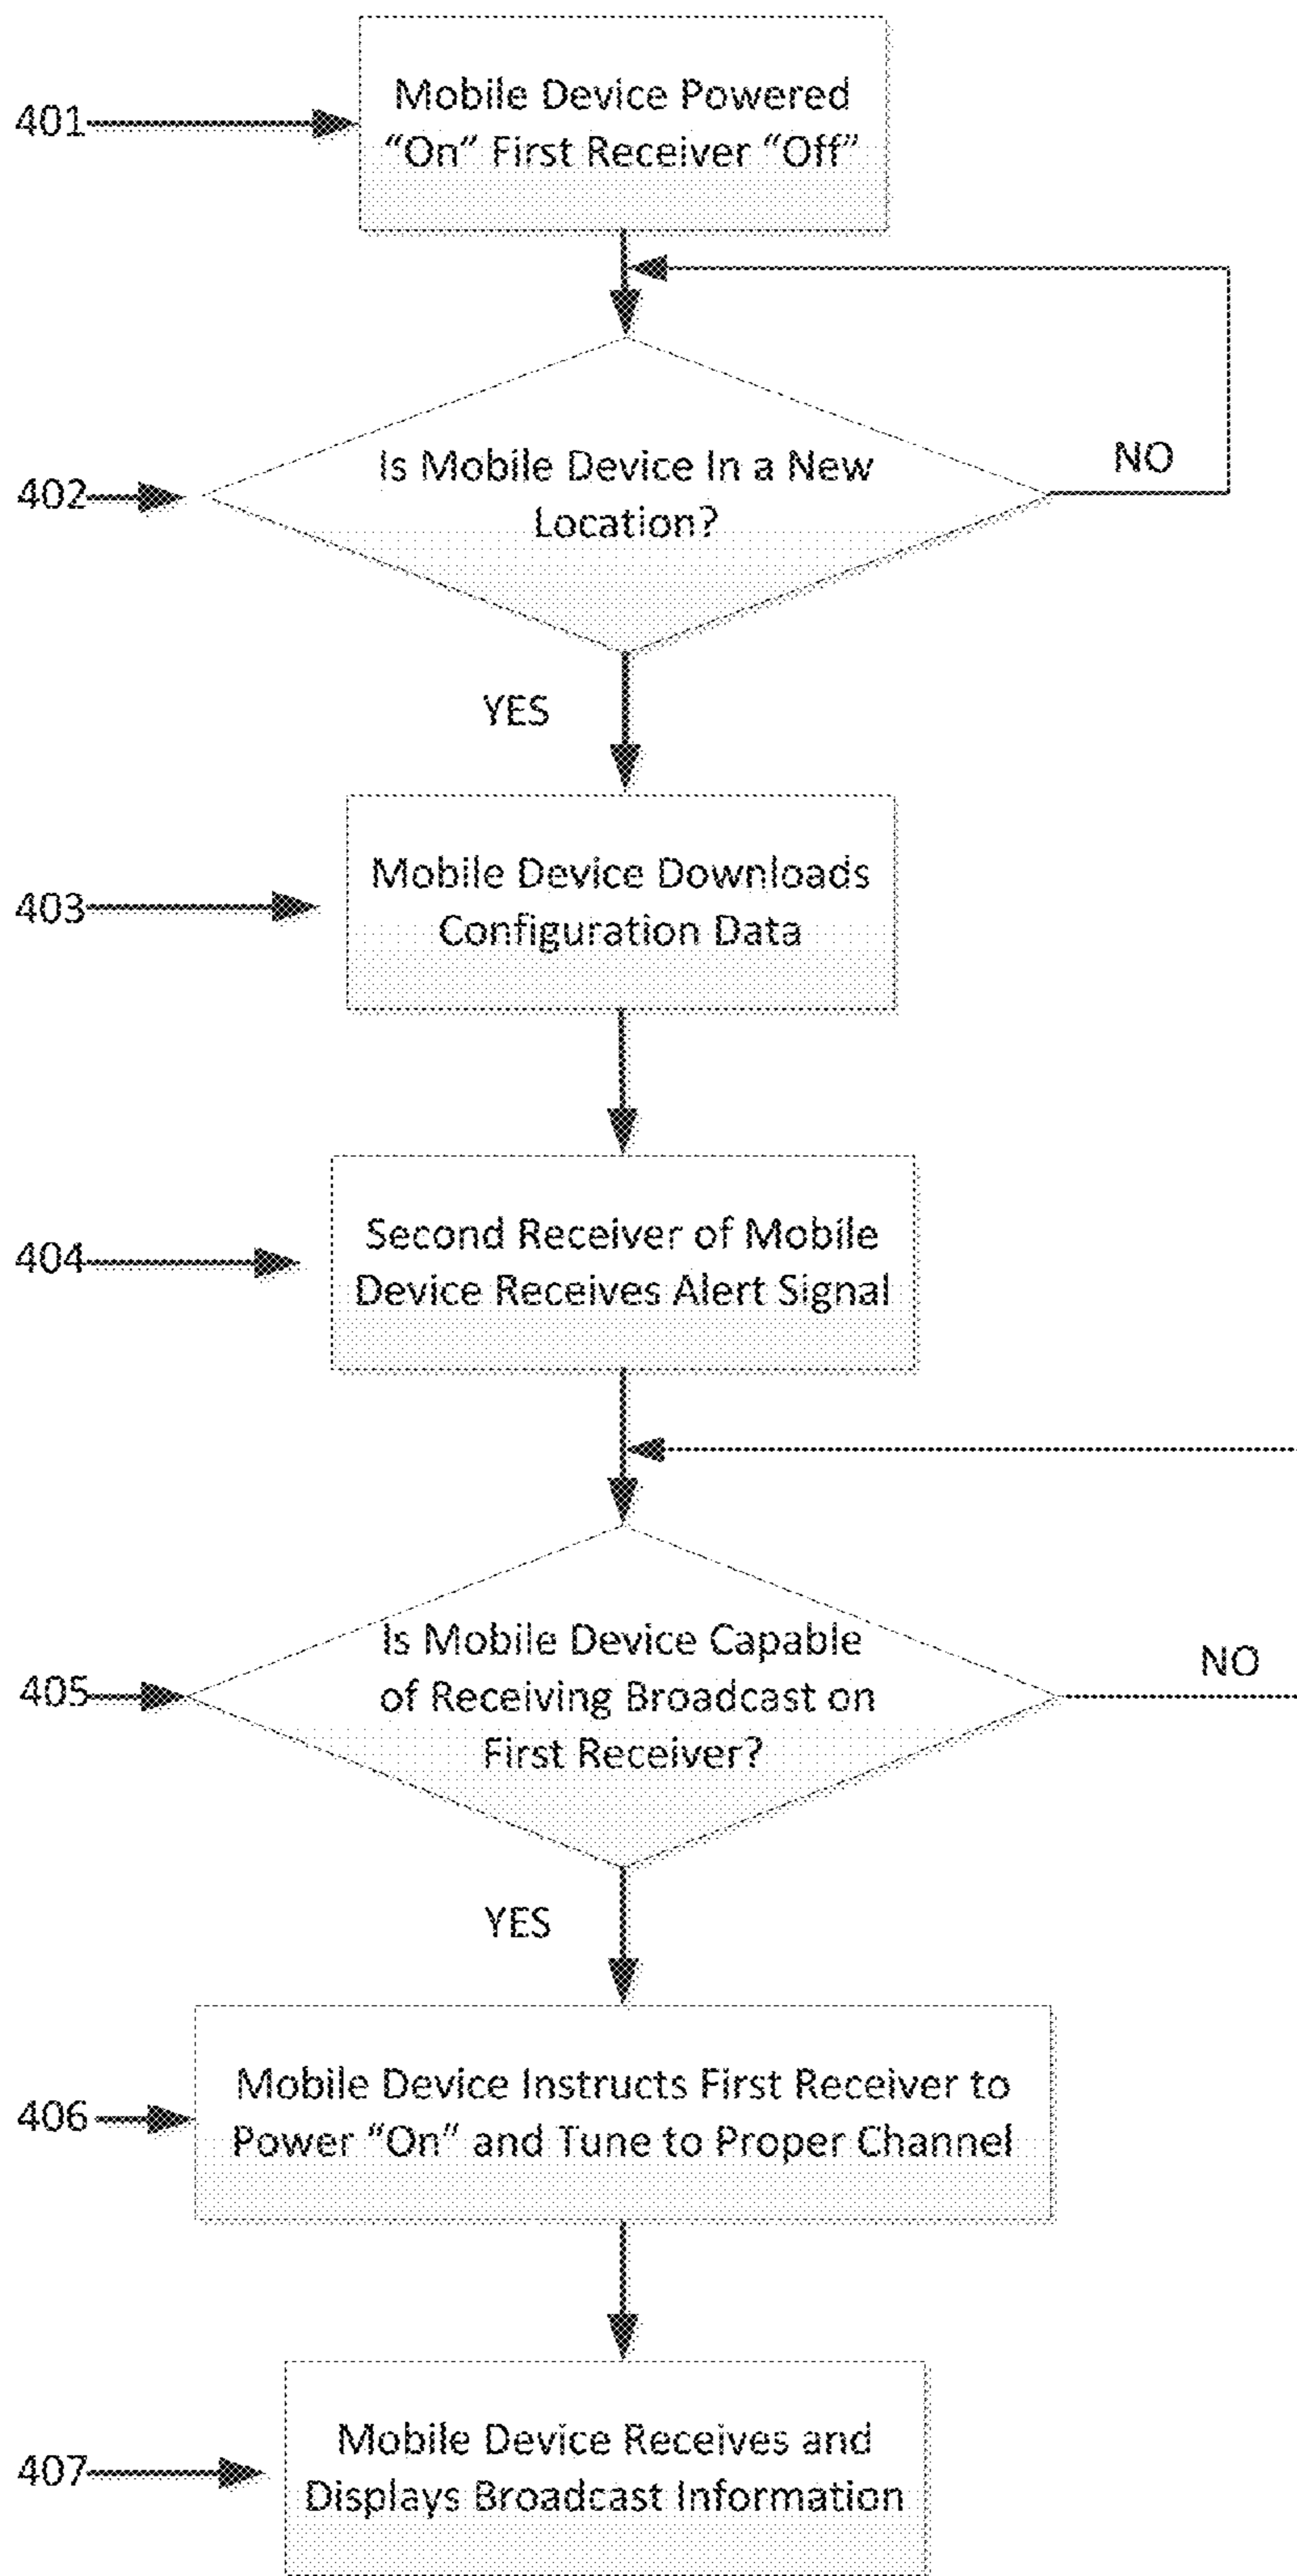 401
Mobile Device Powered
“On” First Receiver “Off”
402
Is Mobile Device In a New
Location?
NO
YES
403
Mobile Device Downloads
Configuration Data
404
Second Receiver of Mobile
Device Receives Alert Signal
405
Is Mobile Device Capable
of Receiving Broadcast on
First Receiver?
NO
YES
406
Mobile Device Instructs First Receiver to
Power “On” and Tune to Proper Channel
407
Mobile Device Receives and
Displays Broadcast Information